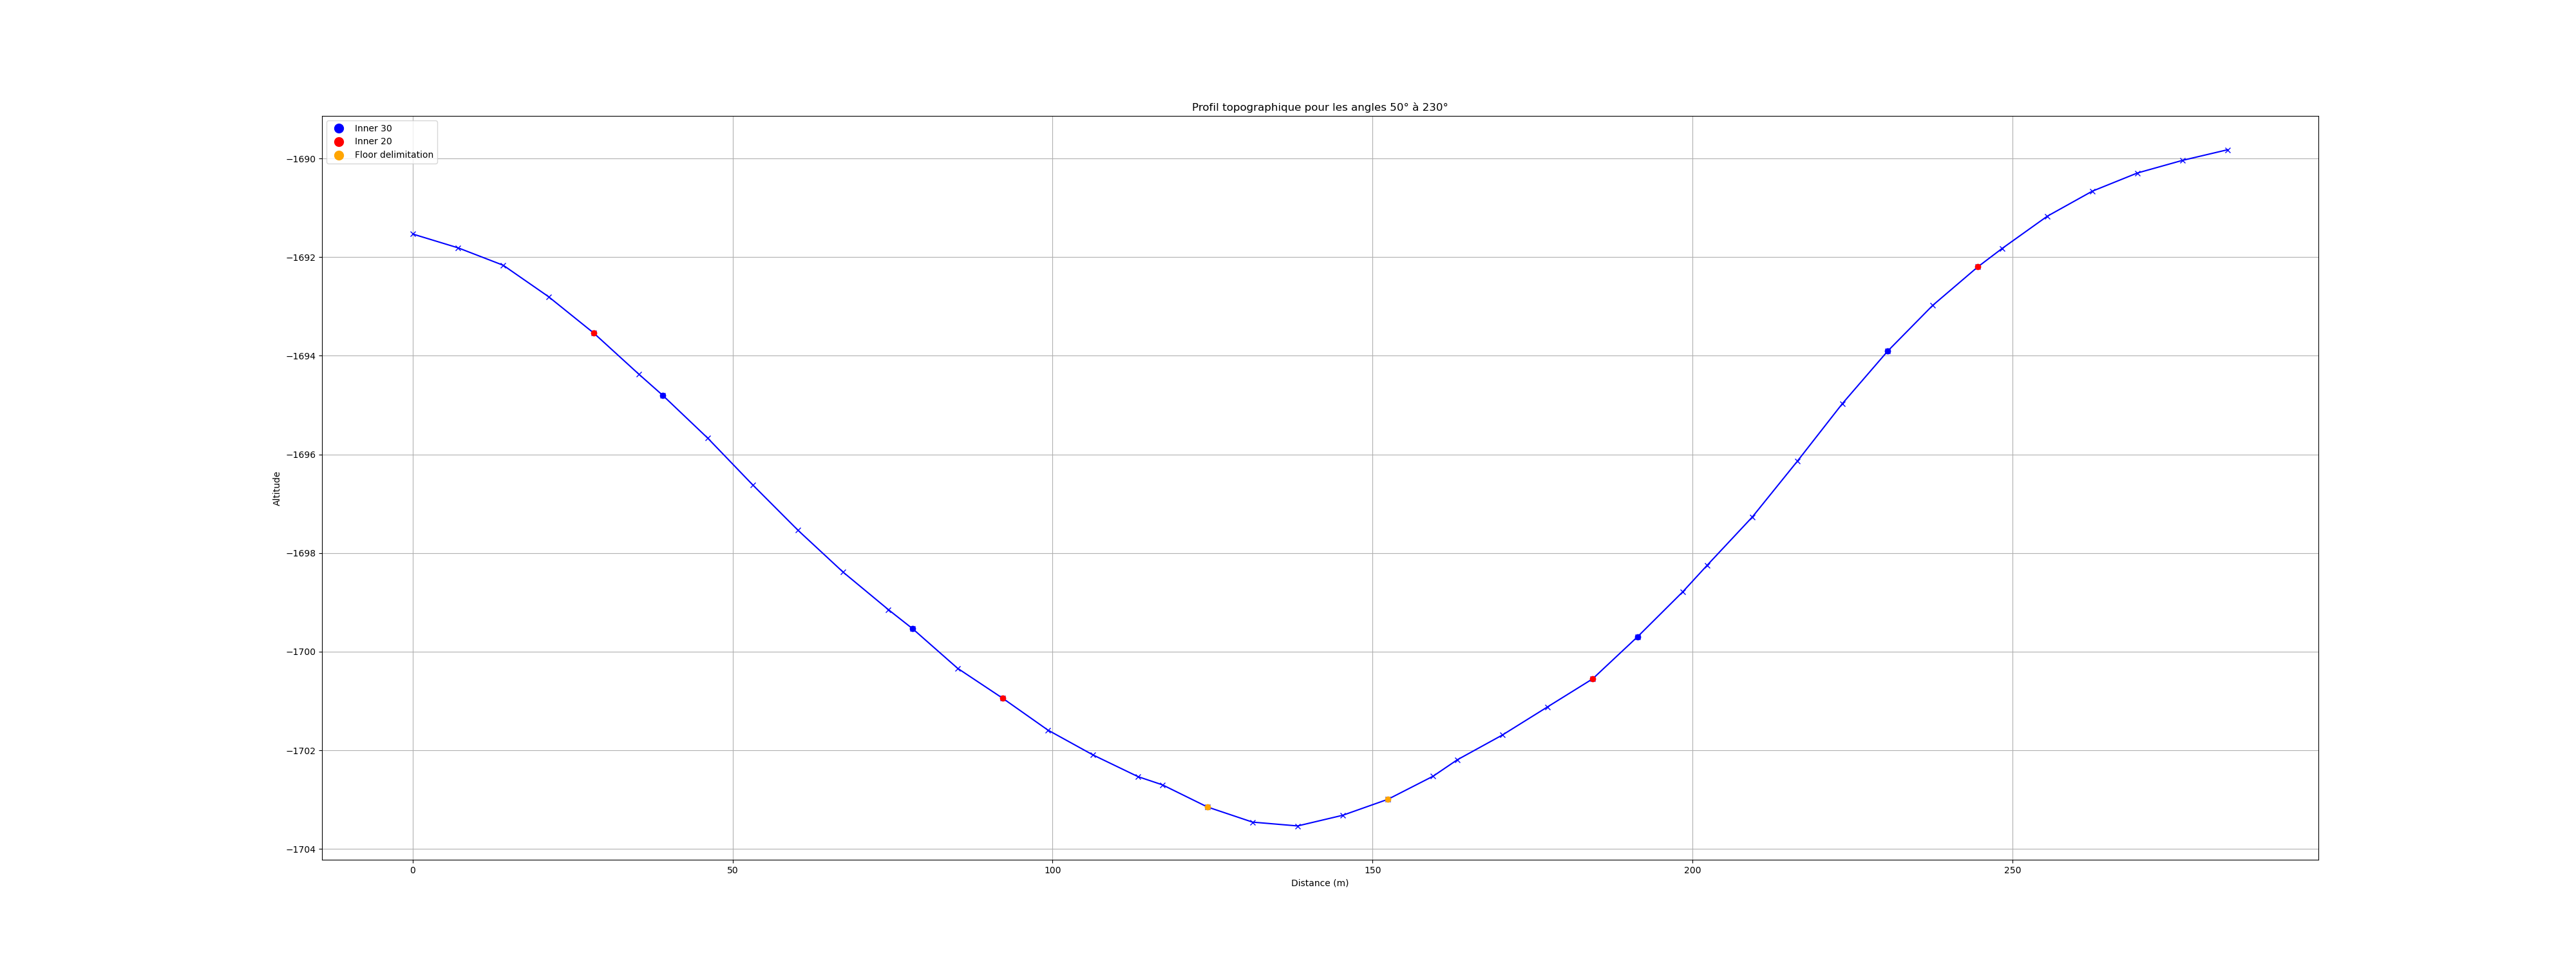 Profil topographique pour les angles 50° à 230°
Inner 30
Inner 20
Floor delimitation
−1690
−1692
−1694
−1696
−1698
−1700
−1702
−1704
Altitude
0 50 100 150 200 250
Distance (m)